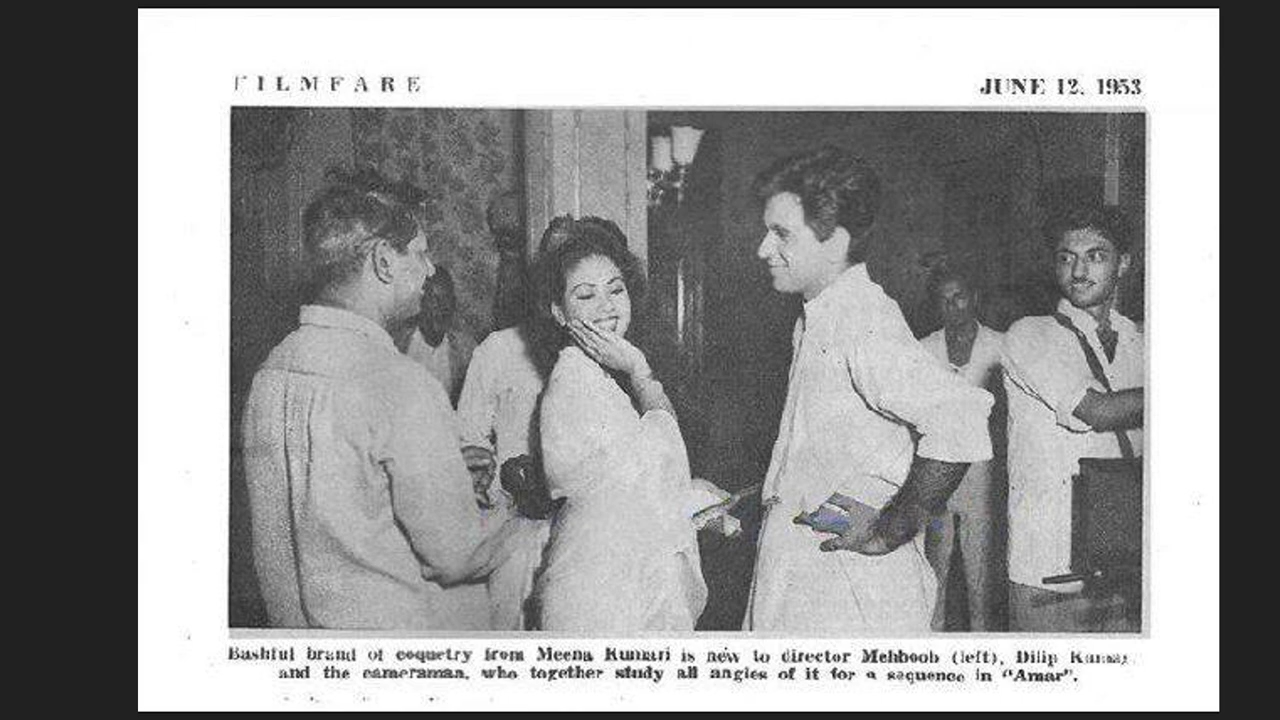 FILMFARE
JUNE 12, 1953
Bashful brand of coquetry from Meena Kumari is new to director Mehboob (left), Dilip Kumar,
and the cameraman, who together study all angles of it for a sequence in "Amar".